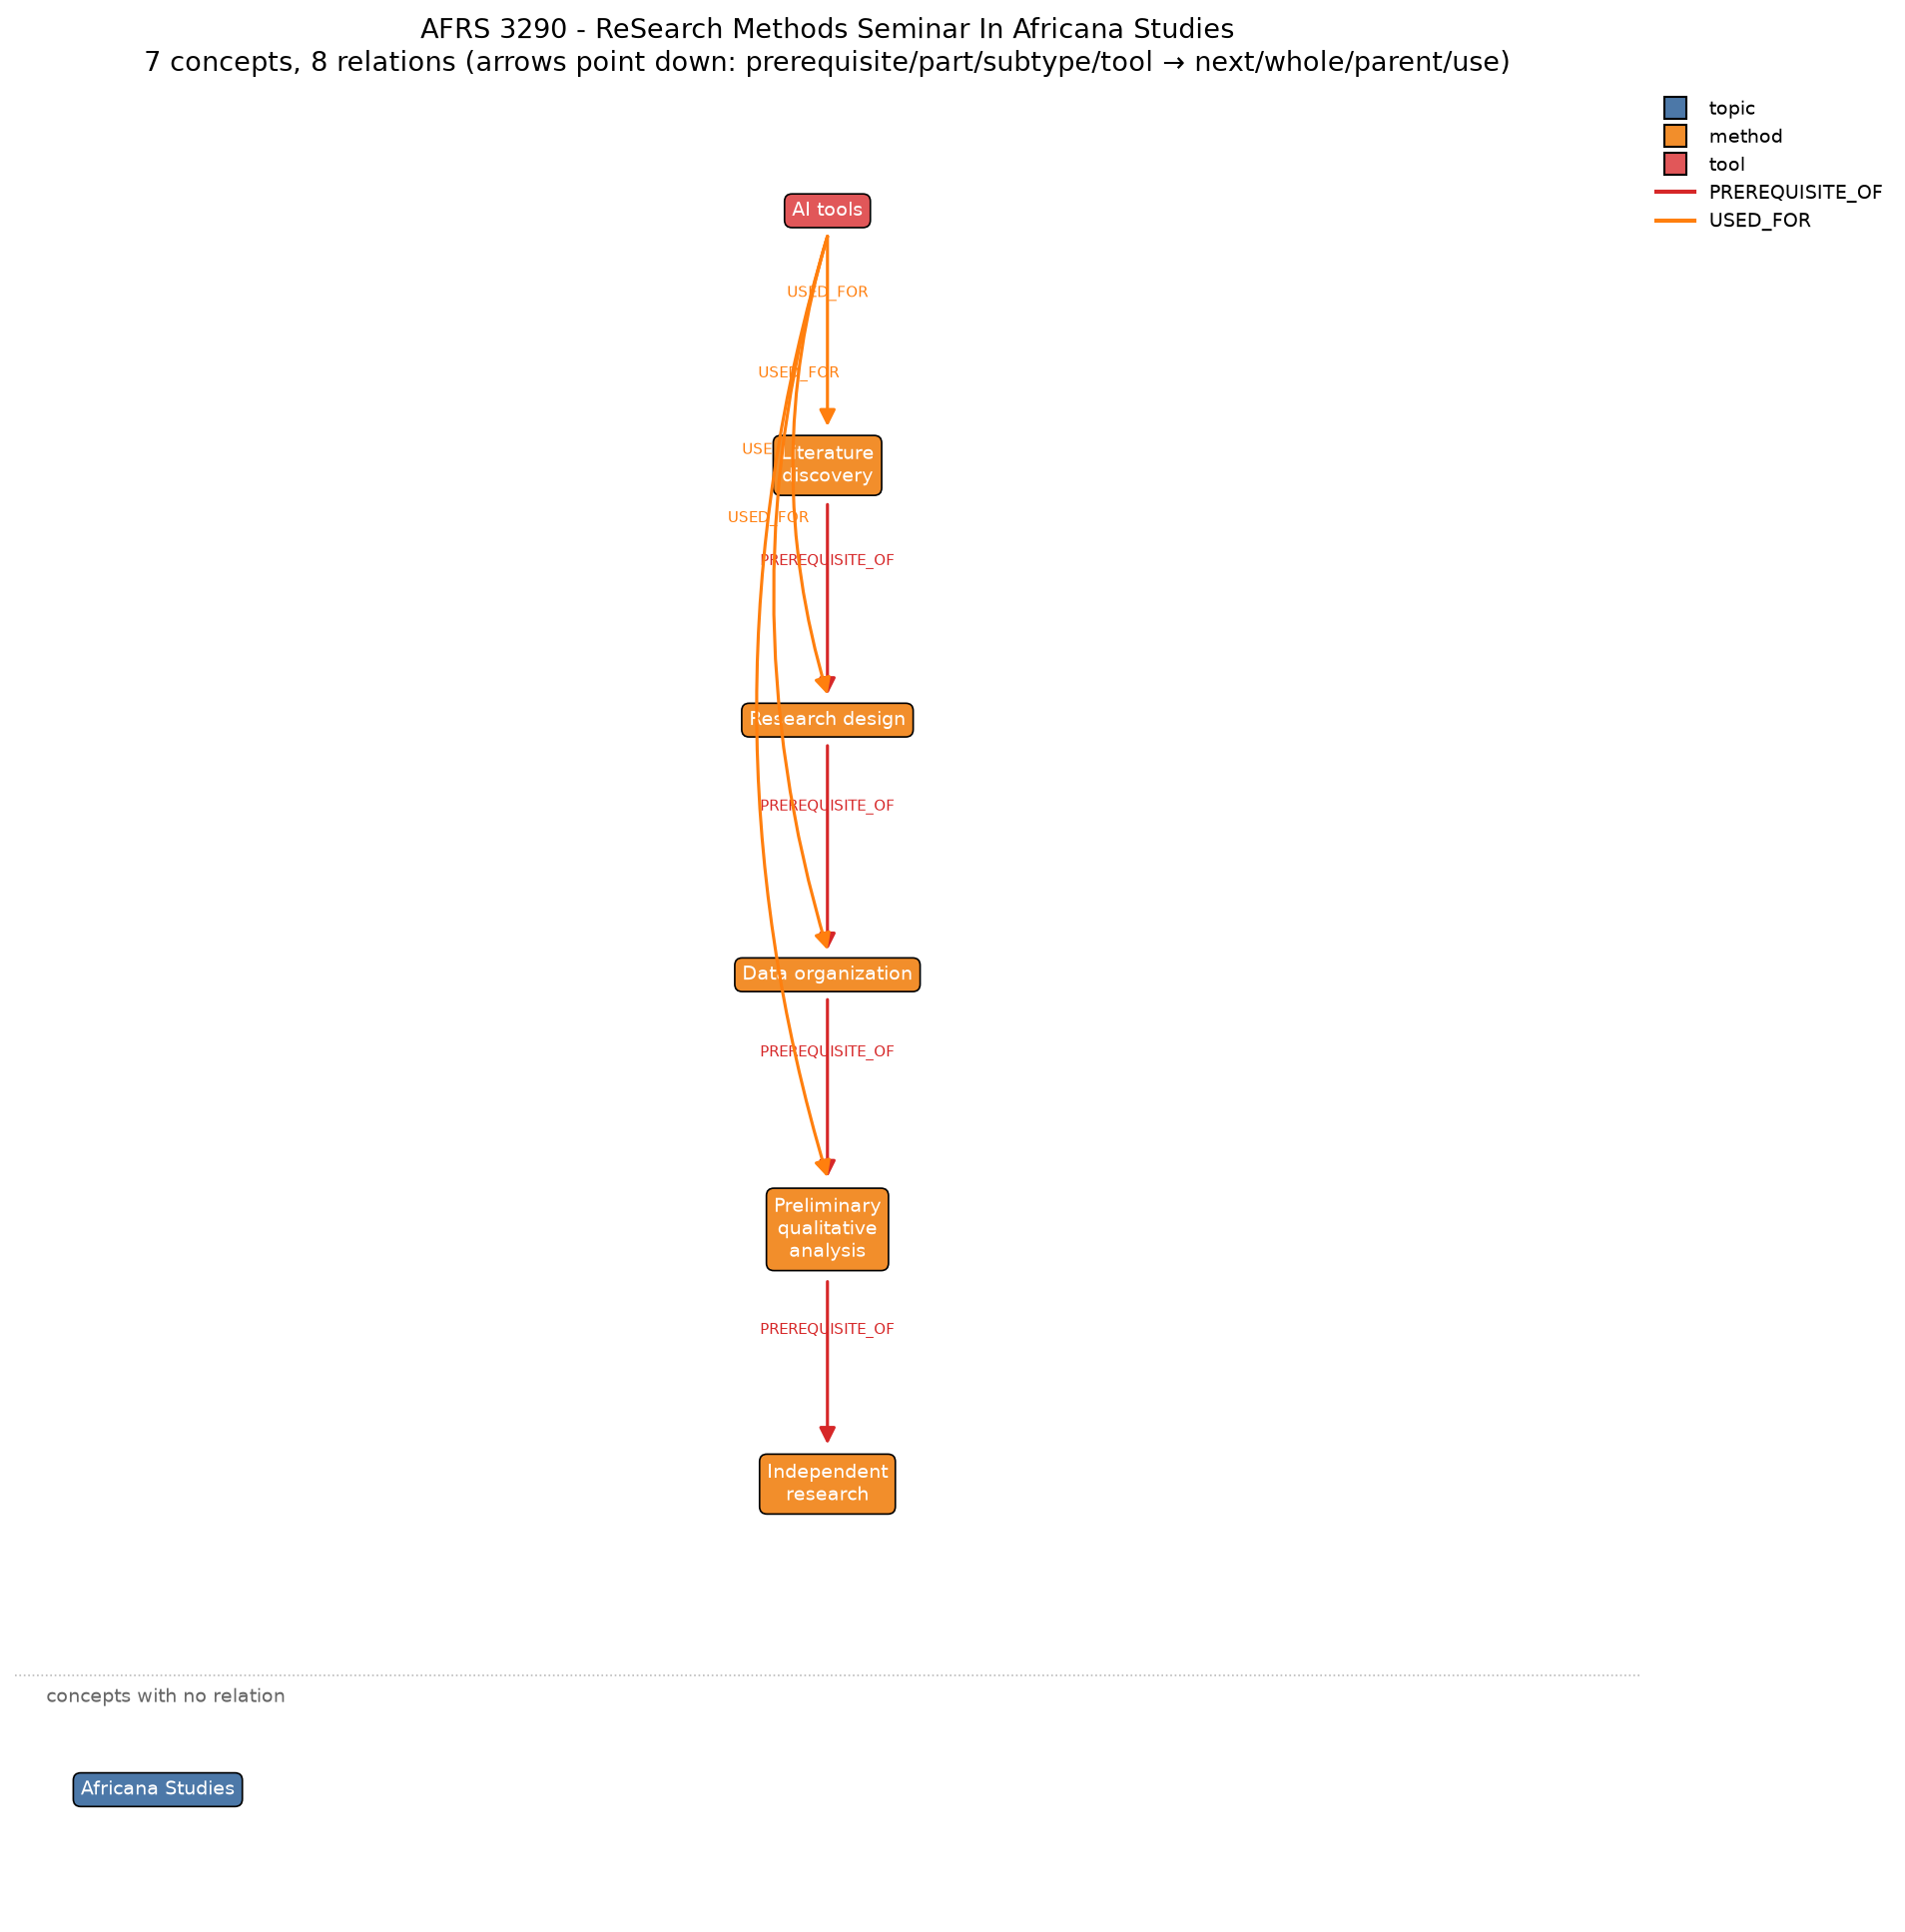 AFRS 3290 - ReSearch Methods Seminar In Africana Studies
7 concepts, 8 relations (arrows point down: prerequisite/part/subtype/tool → next/whole/parent/use)
topic
method
tool
PREREQUISITE_OF
USED_FOR
AI tools
USED_FOR
USED_FOR
USE
Literature
discovery
USED_FOR
PREREQUISITE_OF
Research design
PREREQUISITE_OF
Data organization
PREREQUISITE_OF
Preliminary
qualitative
analysis
PREREQUISITE_OF
Independent
research
concepts with no relation
Africana Studies